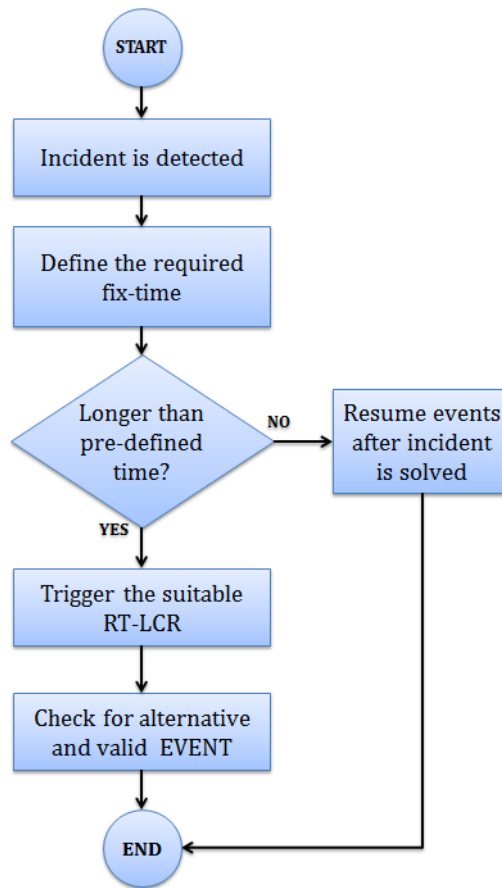 START
Incident is detected
Define the required
fix-time
Longer than
pre-defined
time?
NO
Resume events
after incident
is solved
YES
Trigger the suitable
RT-LCR
Check for alternative
and valid EVENT
END